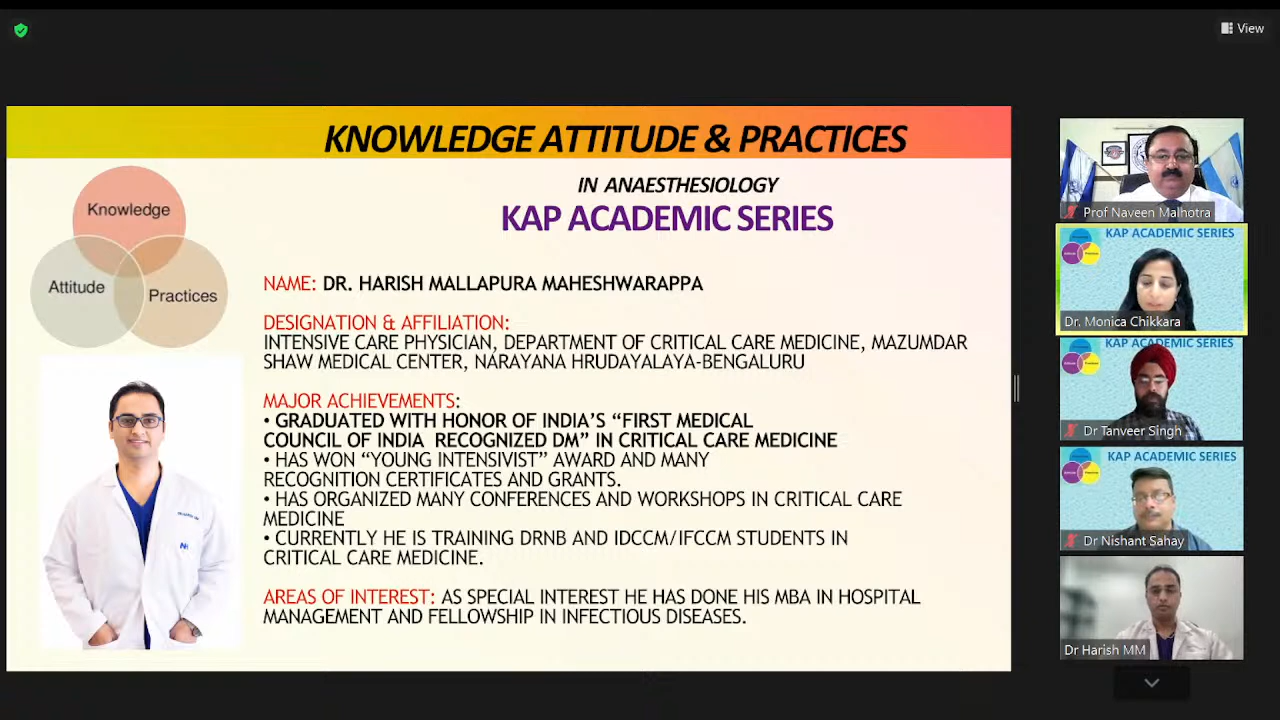 View
KNOWLEDGE ATTITUDE & PRACTICES
IN ANAESTHESIOLOGY
KAP ACADEMIC SERIES
Knowledge
Attitude
Practices
NAME: DR. HARISH MALLAPURA MAHESHWARAPPA
DESIGNATION & AFFILIATION:
INTENSIVE CARE PHYSICIAN, DEPARTMENT OF CRITICAL CARE MEDICINE, MAZUMDAR
SHAW MEDICAL CENTER, NARAYANA HRUDAYALAYA-BENGALURU
MAJOR ACHIEVEMENTS:
• GRADUATED WITH HONOR OF INDIA'S “FIRST MEDICAL
COUNCIL OF INDIA RECOGNIZED DM” IN CRITICAL CARE MEDICINE
• HAS WON “YOUNG INTENSIVIST” AWARD AND MANY
RECOGNITION CERTIFICATES AND GRANTS.
• HAS ORGANIZED MANY CONFERENCES AND WORKSHOPS IN CRITICAL CARE
MEDICINE
• CURRENTLY HE IS TRAINING DRNB AND IDCCM/IFCCM STUDENTS IN
CRITICAL CARE MEDICINE.
AREAS OF INTEREST: AS SPECIAL INTEREST HE HAS DONE HIS MBA IN HOSPITAL
MANAGEMENT AND FELLOWSHIP IN INFECTIOUS DISEASES.
Prof Naveen Malhotra
KAP ACADEMIC SERIES
Dr. Monica Chikkara
KAP ACADEMIC SERIES
Dr Tanveer Singh
KAP ACADEMIC SERIES
Dr Nishant Sahay
Dr Harish MM